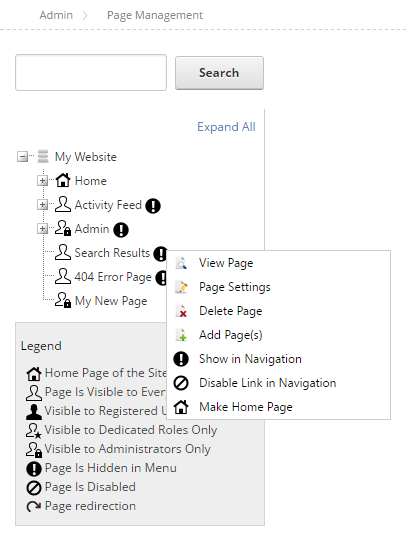 Admin Page Management
Search
Expand All
My Website
Home
Activity Feed
Admin
Search Results
404 Error Page
My New Page
View Page
Page Settings
Delete Page
Add Page(s)
Show in Navigation
Disable Link in Navigation
Make Home Page
Legend
Home Page of the Site
Page Is Visible to Ever
Visible to Registered U
Visible to Dedicated Roles Only
Visible to Administrators Only
Page Is Hidden in Menu
Page Is Disabled
Page redirection